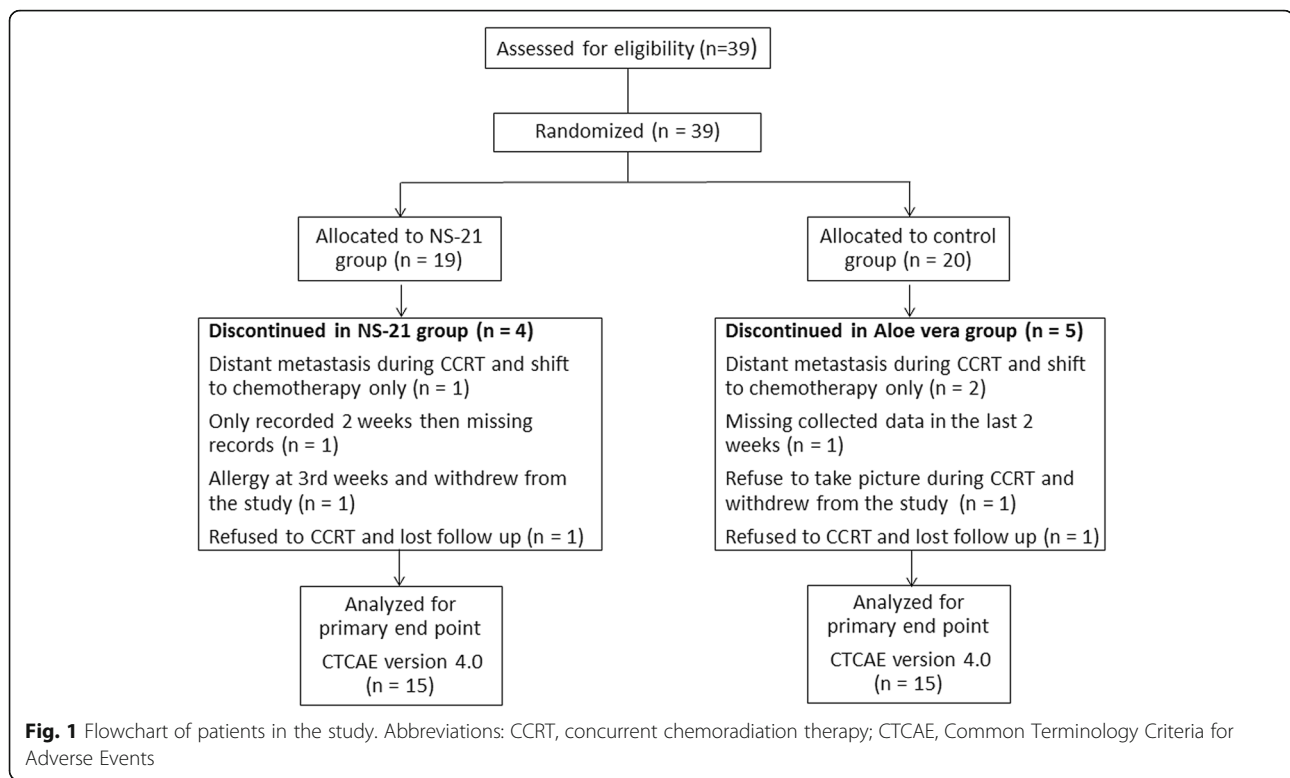 Assessed for eligibility (n=39)
Randomized (n = 39)
Allocated to NS-21
group (n = 19)
Allocated to control
group (n = 20)
Discontinued in NS-21 group (n = 4)
Distant metastasis during CCRT and shift
to chemotherapy only (n = 1)
Only recorded 2 weeks then missing
records (n = 1)
Allergy at 3rd weeks and withdrew from
the study (n = 1)
Refused to CCRT and lost follow up (n = 1)
Discontinued in Aloe vera group (n = 5)
Distant metastasis during CCRT and shift
to chemotherapy only (n = 2)
Missing collected data in the last 2
weeks (n = 1)
Refuse to take picture during CCRT and
withdrew from the study (n = 1)
Refused to CCRT and lost follow up (n = 1)
Analyzed for
primary end point
CTCAE version 4.0
(n = 15)
Analyzed for
primary end point
CTCAE version 4.0
(n = 15)
Fig. 1 Flowchart of patients in the study. Abbreviations: CCRT, concurrent chemoradiation therapy; CTCAE, Common Terminology Criteria for
Adverse Events